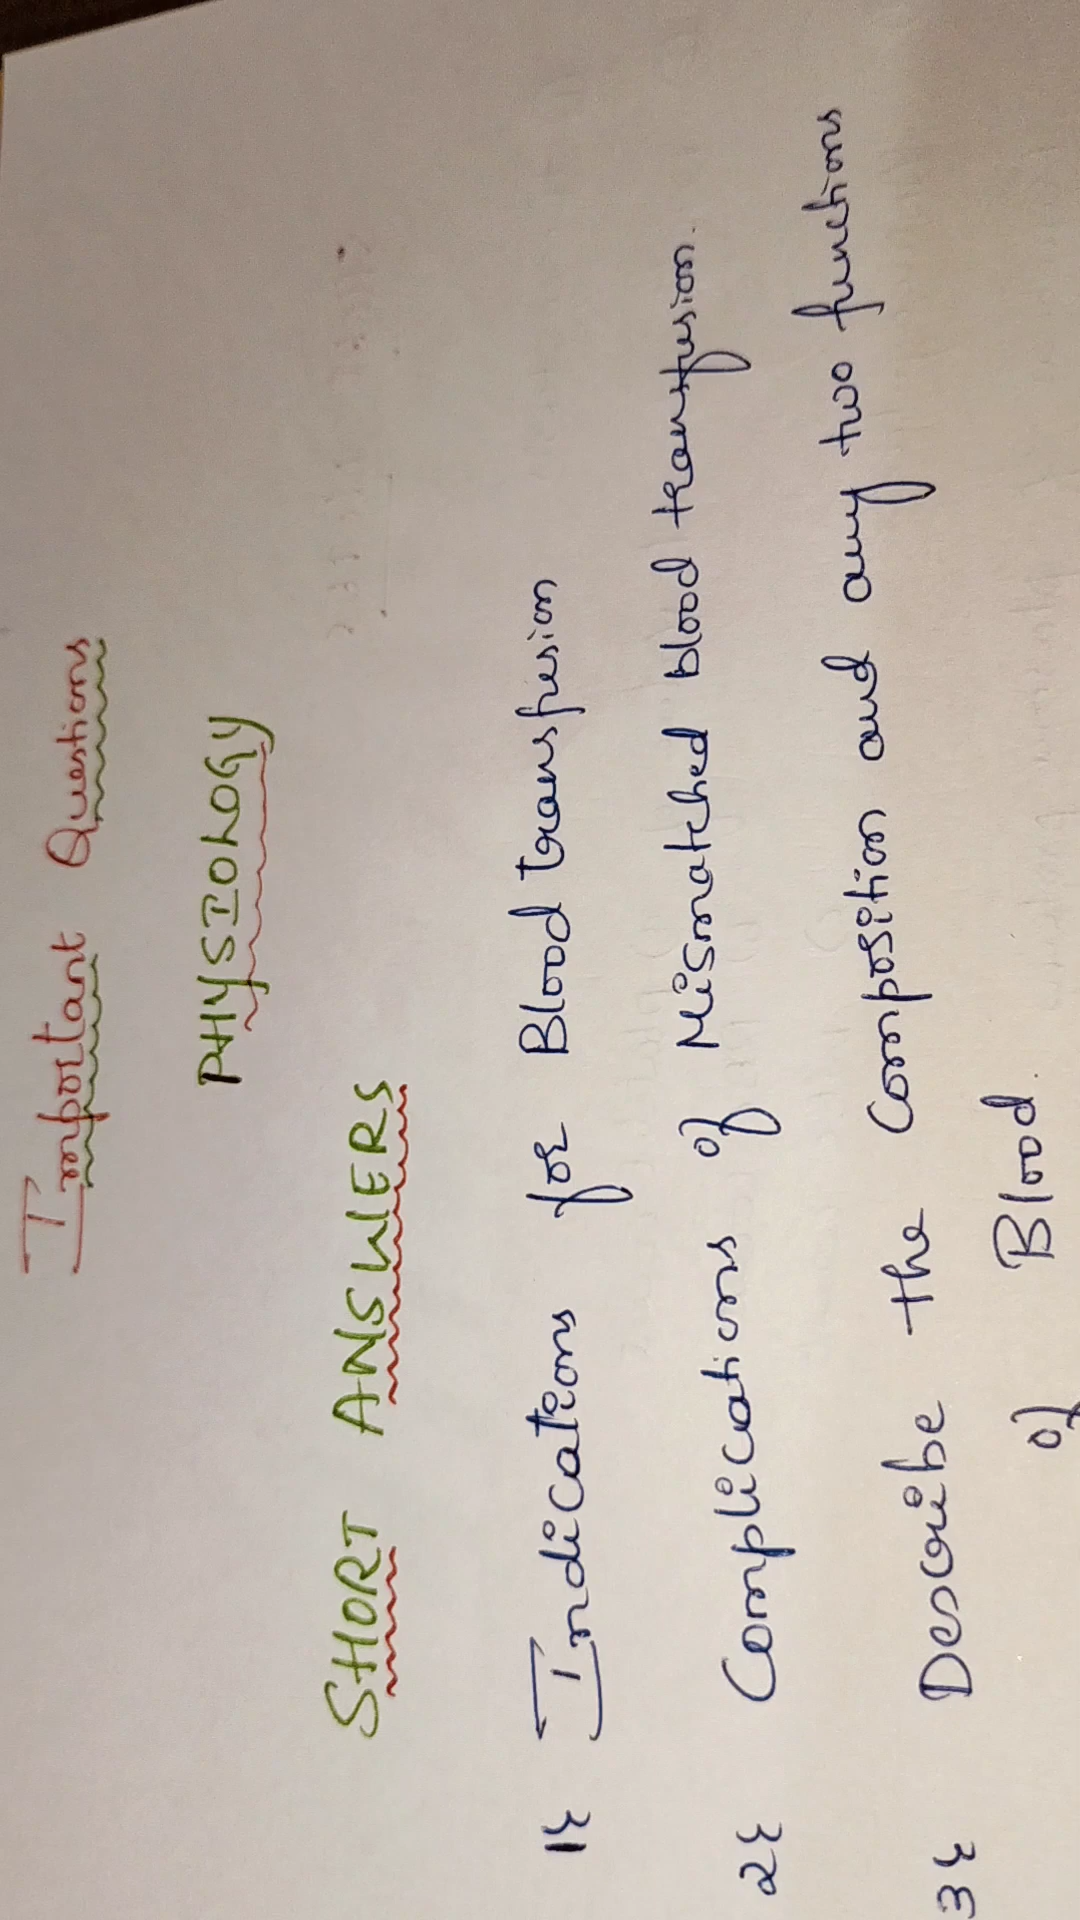 Important Questions
PHYSIOLOGY
SHORT ANSWERS
1} Indications for Blood transfusion
2} Complications of Mismatched blood transfusion.
3} Describe the Composition and any two functions
of Blood.